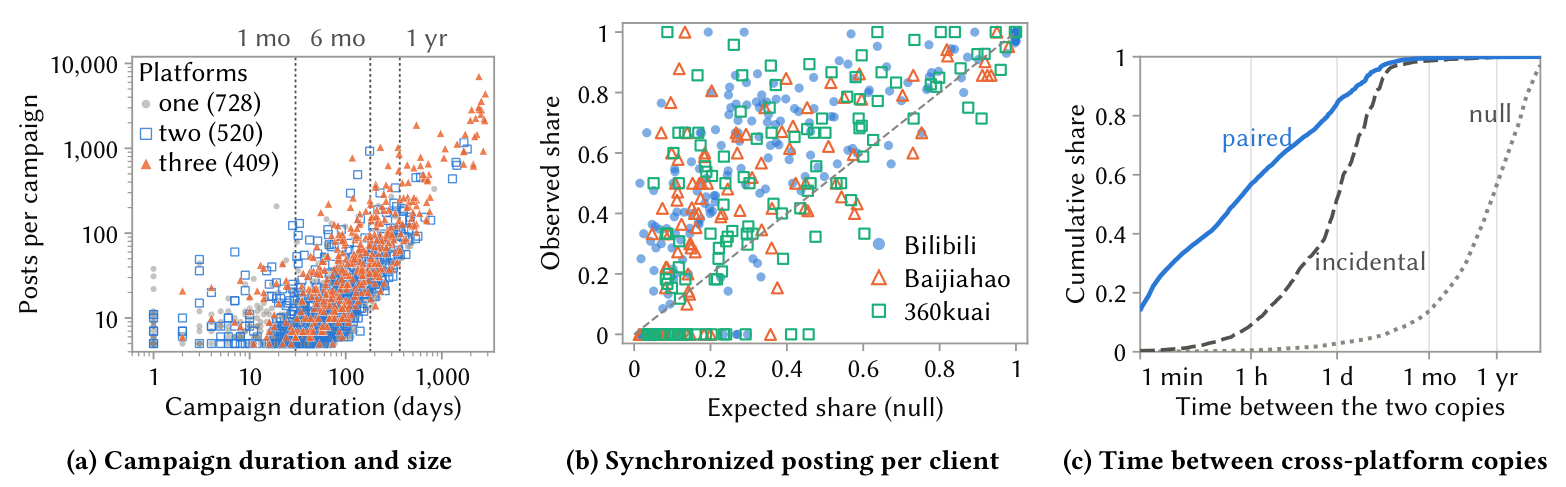 1 mo 6 mo 1 yr
10,000
1,000
100
10
Posts per campaign
Platforms
one (728)
two (520)
three (409)
1 10 100 1,000
Campaign duration (days)
(a) Campaign duration and size
1
0.8
0.6
0.4
0.2
0
Observed share
Bilibili
Baijiahao
360kuai
0 0.2 0.4 0.6 0.8 1
Expected share (null)
(b) Synchronized posting per client
1
0.8
0.6
0.4
0.2
0
Cumulative share
paired
null
incidental
1 min 1 h 1 d 1 mo 1 yr
Time between the two copies
(c) Time between cross-platform copies